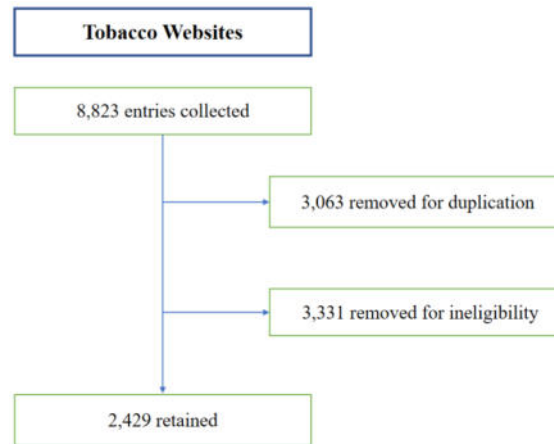 Tobacco Websites
8,823 entries collected
3,063 removed for duplication
3,331 removed for ineligibility
2,429 retained